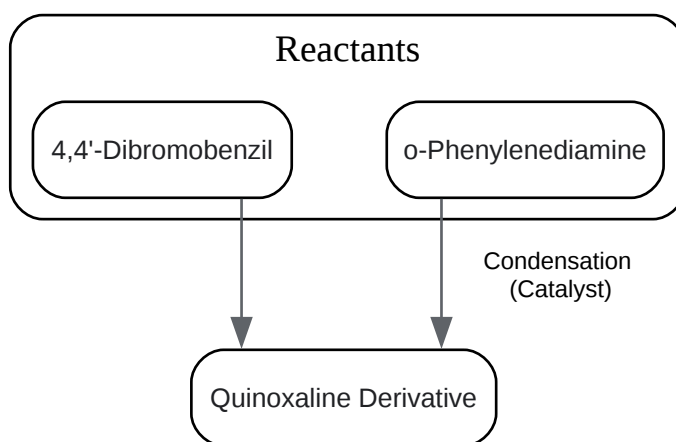 Reactants
4,4'-Dibromobenzil
o-Phenylenediamine
Condensation
(Catalyst)
Quinoxaline Derivative